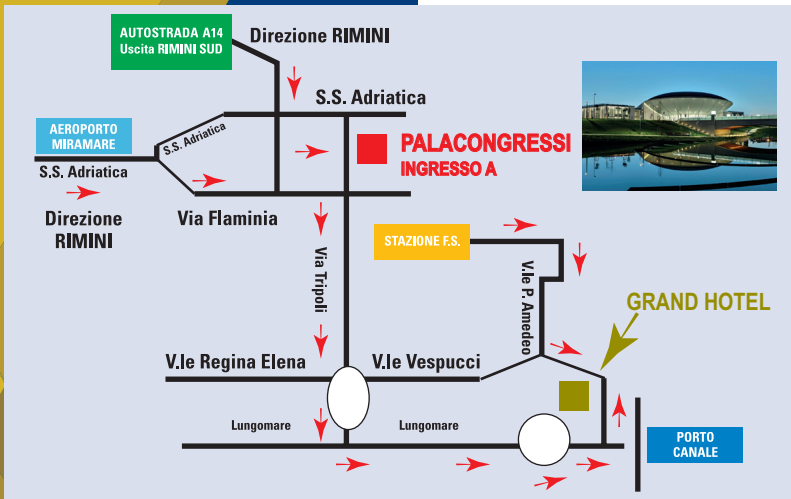 AUTOSTRADA A14
Uscita RIMINI SUD
Direzione RIMINI
S.S. Adriatica
AEROPORTO
MIRAMARE
S.S. Adriatica
PALACONGRESSI
INGRESSO A
S.S. Adriatica
Direzione
RIMINI
Via Flaminia
STAZIONE F.S.
Via Tripoli
V.le P. Amedeo
GRAND HOTEL
V.le Regina Elena
V.le Vespucci
Lungomare
Lungomare
PORTO
CANALE